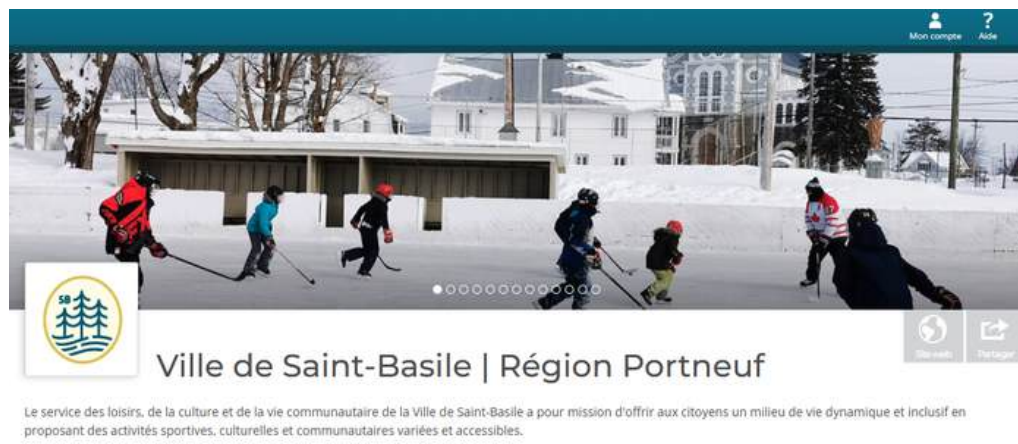 Mon compte
Aide
SB
Ville de Saint-Basile | Région Portneuf
Site web
Partager
Le service des loisirs, de la culture et de la vie communautaire de la Ville de Saint-Basile a pour mission d'offrir aux citoyens un milieu de vie dynamique et inclusif en
proposant des activités sportives, culturelles et communautaires variées et accessibles.